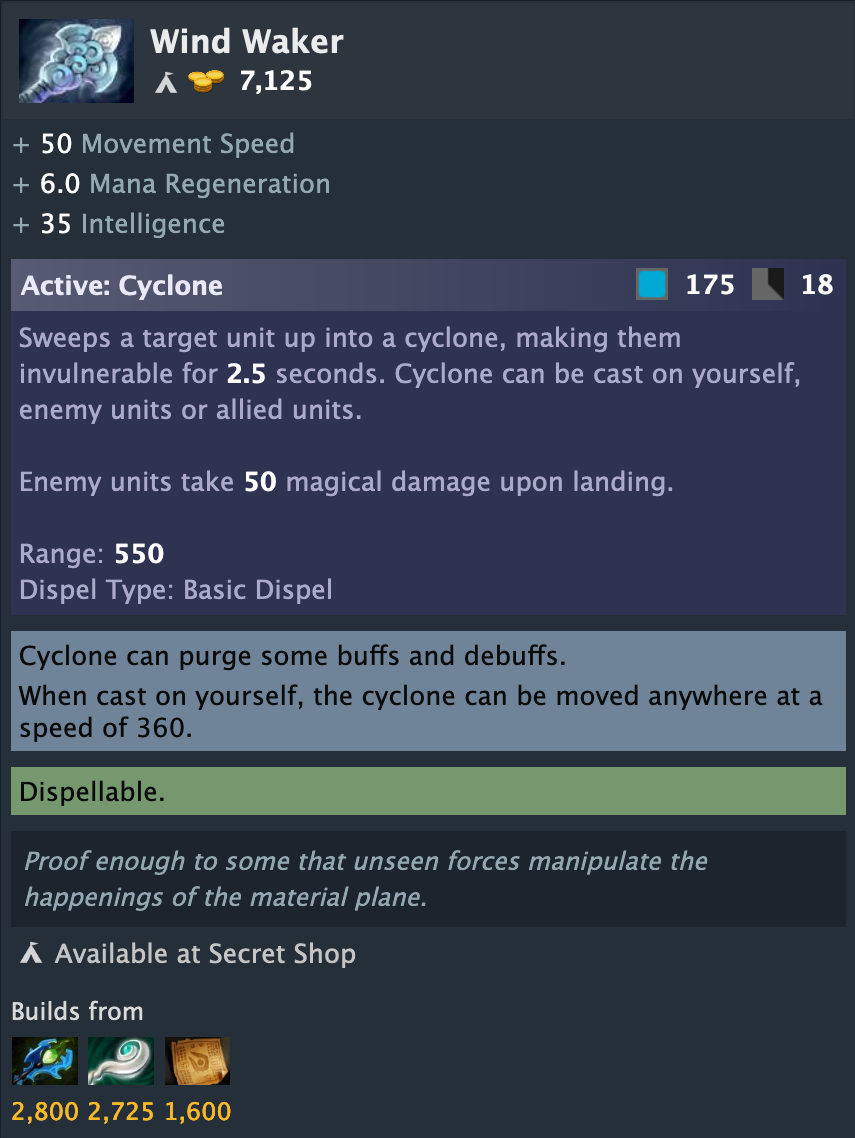 Wind Waker
7,125
+ 50 Movement Speed
+ 6.0 Mana Regeneration
+ 35 Intelligence
Active: Cyclone 175 18
Sweeps a target unit up into a cyclone, making them
invulnerable for 2.5 seconds. Cyclone can be cast on yourself,
enemy units or allied units.
Enemy units take 50 magical damage upon landing.
Range: 550
Dispel Type: Basic Dispel
Cyclone can purge some buffs and debuffs.
When cast on yourself, the cyclone can be moved anywhere at a
speed of 360.
Dispellable.
Proof enough to some that unseen forces manipulate the
happenings of the material plane.
Available at Secret Shop
Builds from
2,800 2,725 1,600